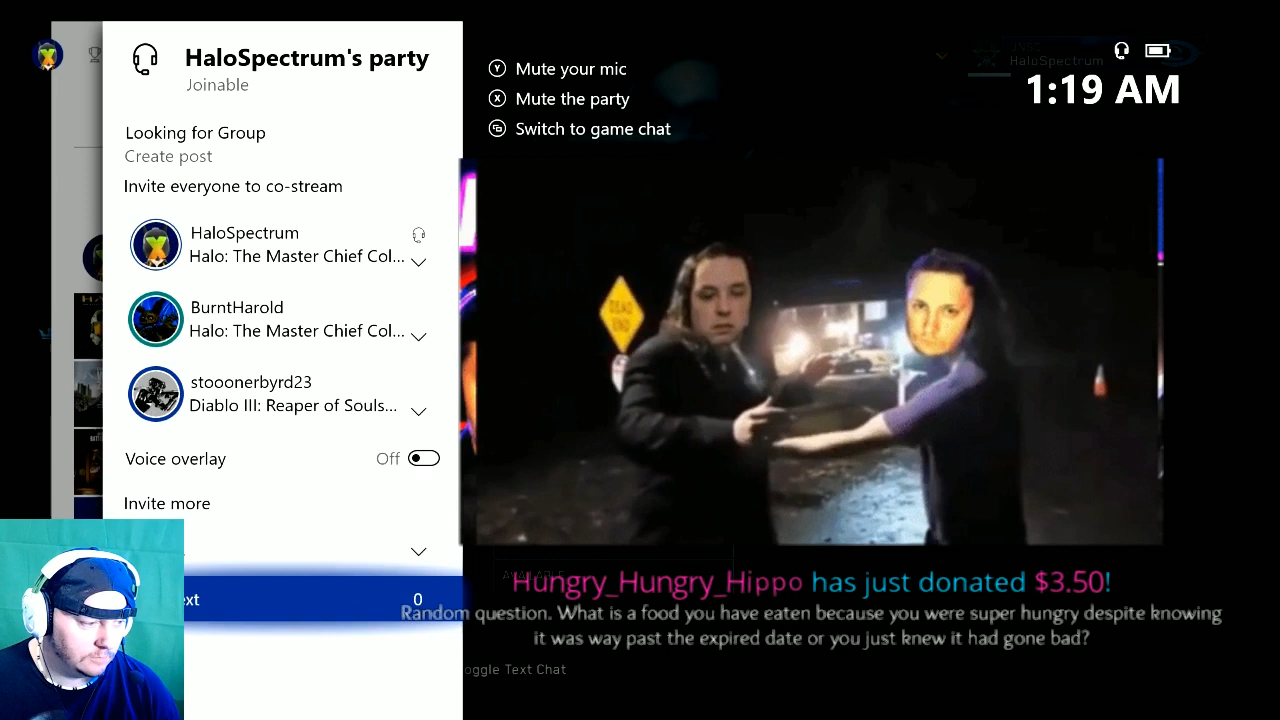 HaloSpectrum's party
Joinable
Looking for Group
Create post
Invite everyone to co-stream
HaloSpectrum
Halo: The Master Chief Col...
BurntHarold
Halo: The Master Chief Col...
stooonerbyrd23
Diablo III: Reaper of Souls...
Voice overlay Off
Invite more
ext 0
Mute your mic
Mute the party
Switch to game chat
HaloSpectrum
1:19 AM
DEAD
END
AVAILABLE
Hungry_Hungry_Hippo has just donated $3.50!
Random question. What is a food you have eaten because you were super hungry despite knowing
it was way past the expired date or you just knew it had gone bad?
oggle Text Chat